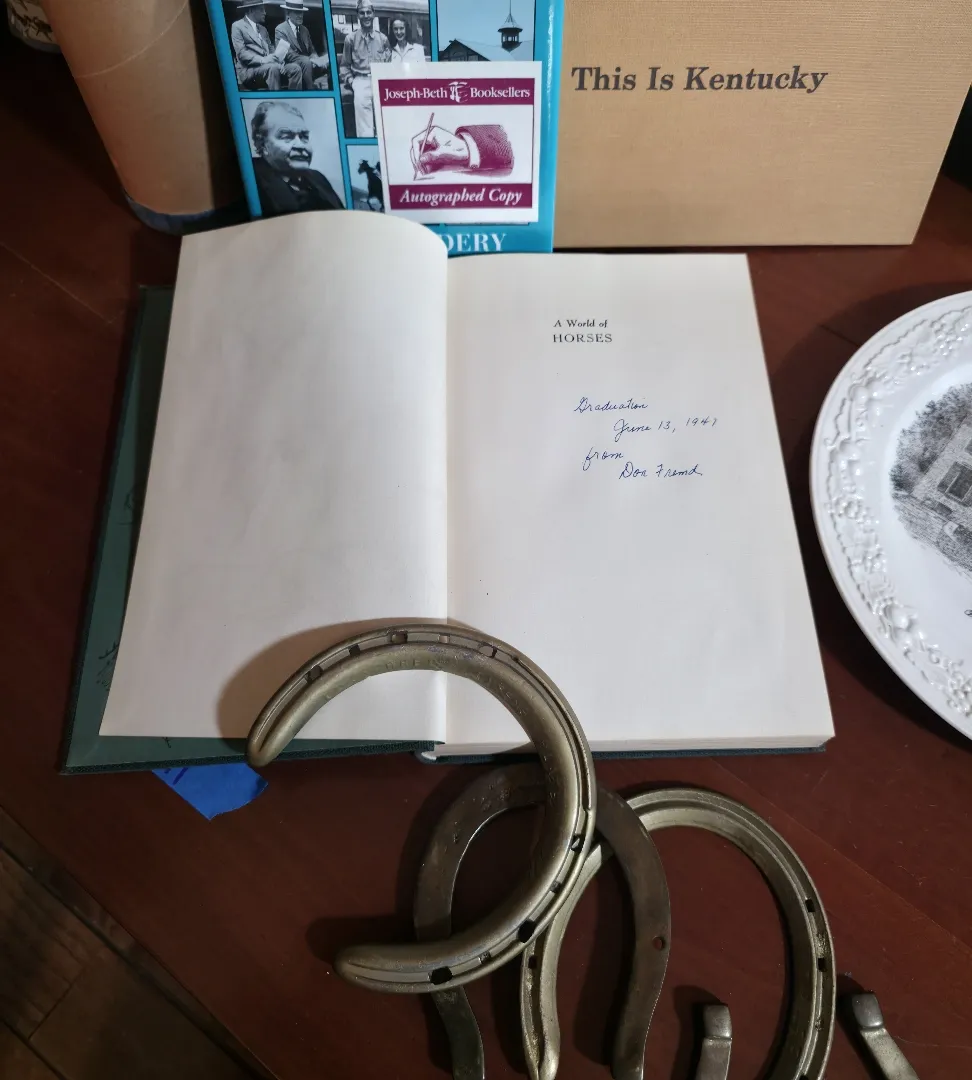 Joseph-Beth Booksellers
Autographed Copy
DERY
This Is Kentucky
A World of
HORSES
Graduation
June 13, 1947
from
Don Fremd